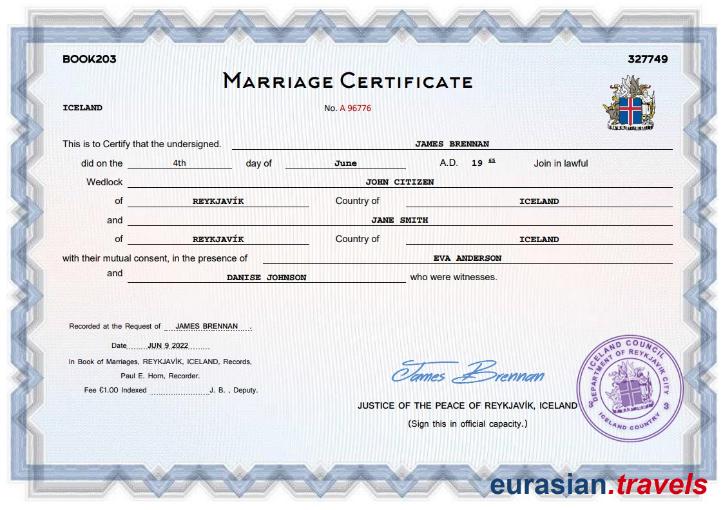 BOOK203 327749
MARRIAGE CERTIFICATE
ICELAND No. A 96776
This is to Certify that the undersigned. JAMES BRENNAN
did on the 4th day of June A.D. 19 Join in lawful
Wedlock JOHN CITIZEN
of REYKJAVÍK Country of ICELAND
and JANE SMITH
of REYKJAVÍK Country of ICELAND
with their mutual consent, in the presence of EVA ANDERSON
and DANISE JOHNSON who were witnesses.
Recorded at the Request of JAMES BRENNAN .
Date JUN 9 2022
In Book of Marriages, REYKJAVÍK, ICELAND, Records,
Paul E. Horn, Recorder.
Fee €1.00 Indexed J. B. . Deputy.
James Brennan
JUSTICE OF THE PEACE OF REYKJAVÍK, ICELAND
(Sign this in official capacity.)
ICELAND COUNCIL
DEPARTMENT OF REYKJAVIK CITY
3 3
ICELAND COUNTRY
eurasian.travels